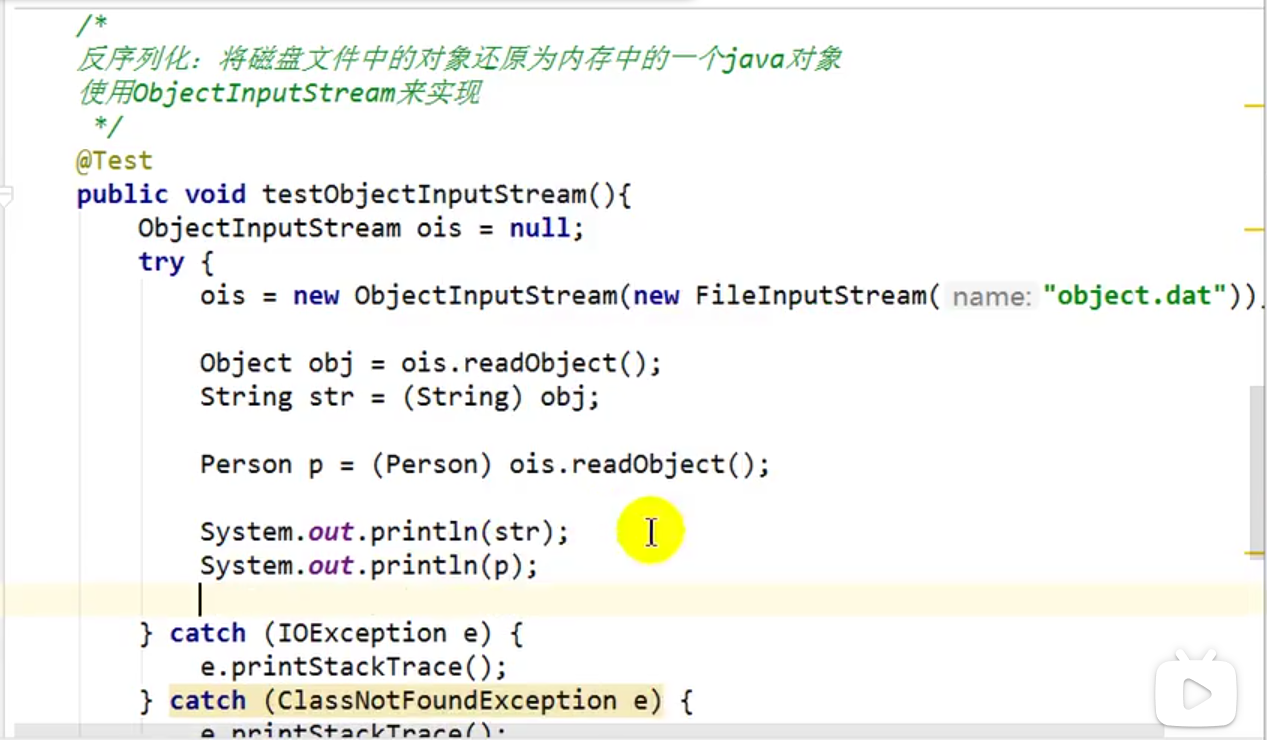 /*
反序列化：将磁盘文件中的对象还原为内存中的一个java对象
使用ObjectInputStream来实现
*/
@Test
public void testObjectInputStream(){
ObjectInputStream ois = null;
try {
ois = new ObjectInputStream(new FileInputStream( name: "object.dat"))
Object obj = ois.readObject();
String str = (String) obj;
Person p = (Person) ois.readObject();
System.out.println(str);
System.out.println(p);
} catch (IOException e) {
e.printStackTrace();
} catch (ClassNotFoundException e) {
e.printStackTrace();